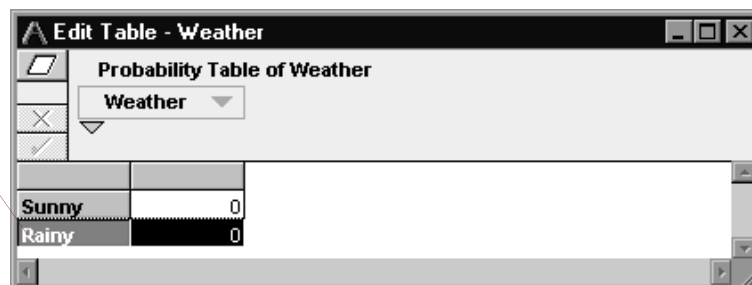 Edit Table - Weather
Probability Table of Weather
Weather
Sunny 0
Rainy 0